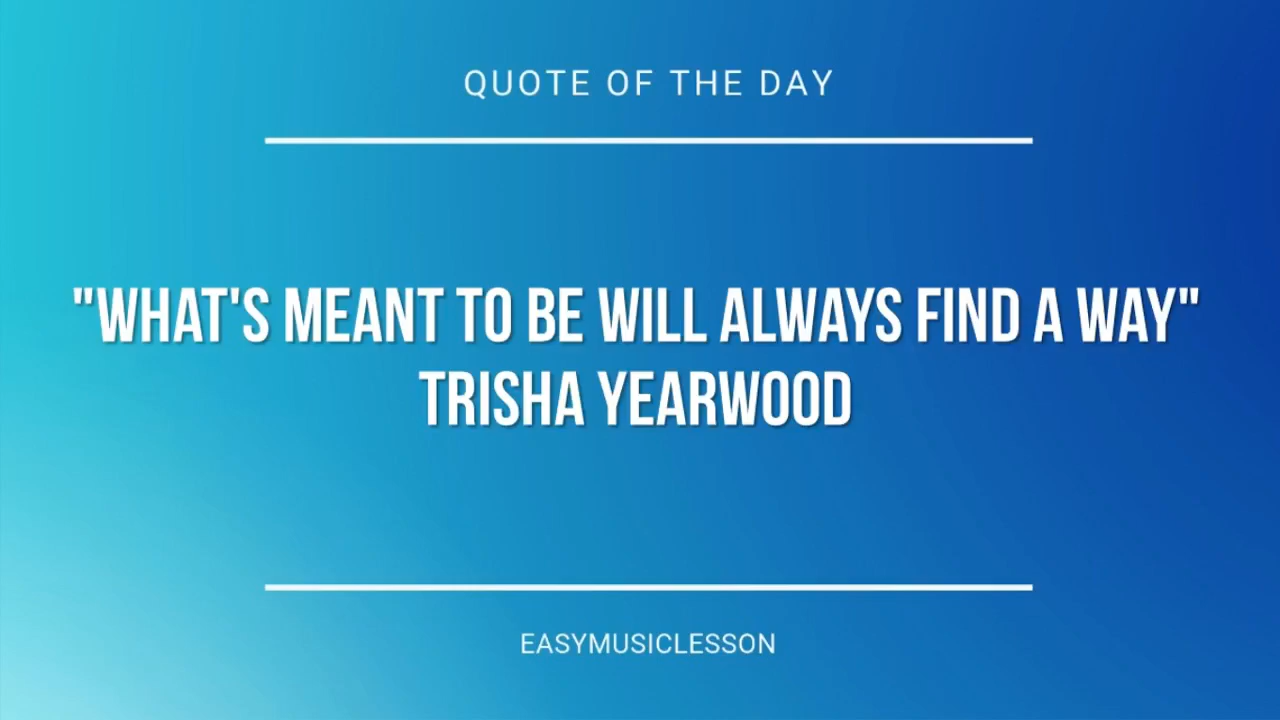 QUOTE OF THE DAY
"WHAT'S MEANT TO BE WILL ALWAYS FIND A WAY"
TRISHA YEARWOOD
EASYMUSICLESSON